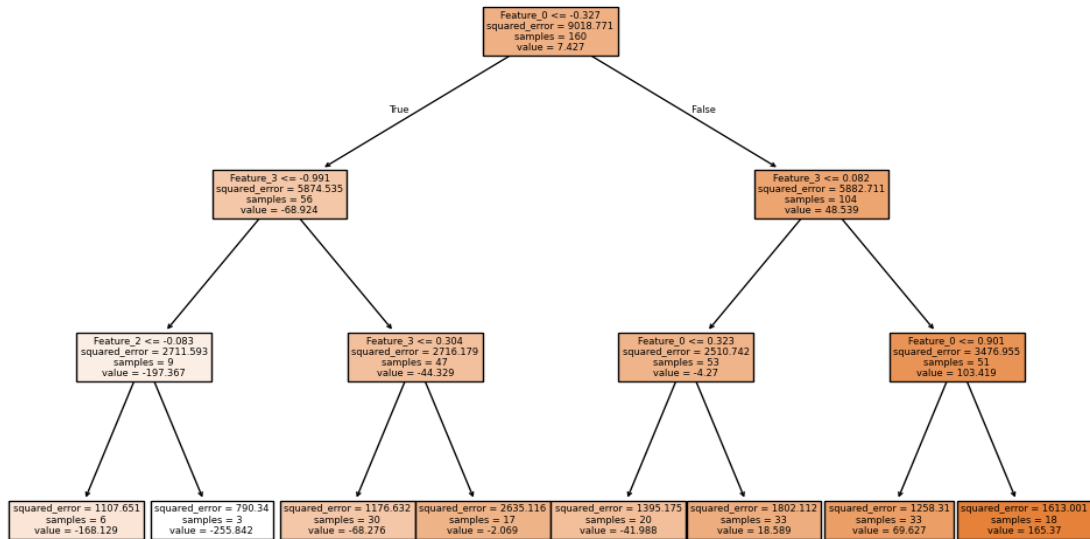 Feature_0 <= -0.327
squared_error = 9018.771
samples = 160
value = 7.427
True
False
Feature_3 <= -0.991
squared_error = 5874.535
samples = 56
value = -68.924
Feature_3 <= 0.082
squared_error = 5882.711
samples = 104
value = 48.539
Feature_2 <= -0.083
squared_error = 2711.593
samples = 9
value = -197.367
Feature_3 <= 0.304
squared_error = 2716.179
samples = 47
value = -44.329
Feature_0 <= 0.323
squared_error = 2510.742
samples = 53
value = -4.27
Feature_0 <= 0.901
squared_error = 3476.955
samples = 51
value = 103.419
squared_error = 1107.651
samples = 6
value = -168.129
squared_error = 790.34
samples = 3
value = -255.842
squared_error = 1176.632
samples = 30
value = -68.276
squared_error = 2635.116
samples = 17
value = -2.069
squared_error = 1395.175
samples = 20
value = -41.988
squared_error = 1802.112
samples = 33
value = 18.589
squared_error = 1258.31
samples = 33
value = 69.627
squared_error = 1613.001
samples = 18
value = 165.37